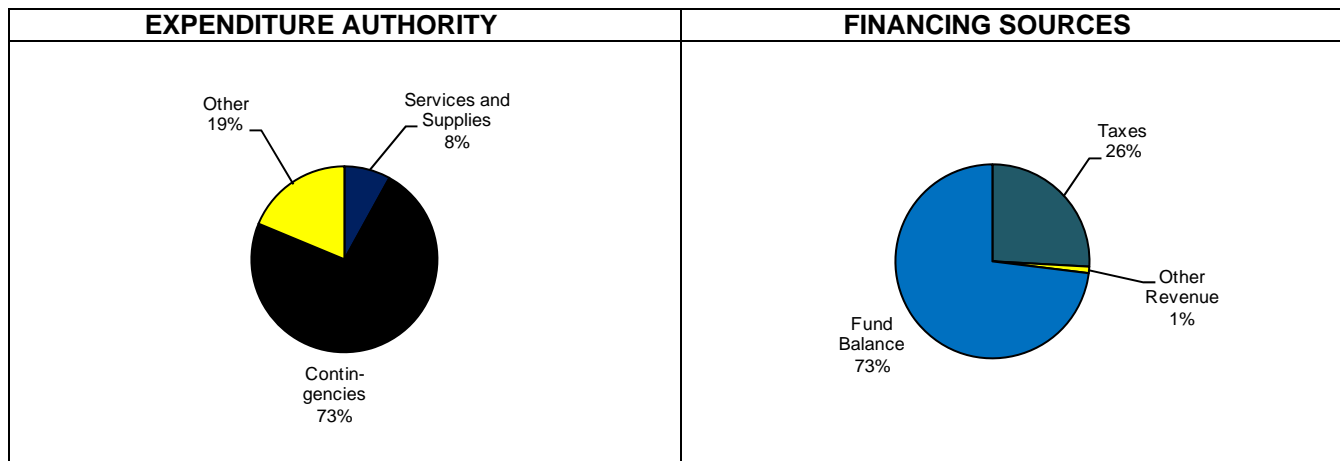 EXPENDITURE AUTHORITY
Other
19%
Services and
Supplies
8%
Contin-
gencies
73%
FINANCING SOURCES
Taxes
26%
Other
Revenue
1%
Fund
Balance
73%